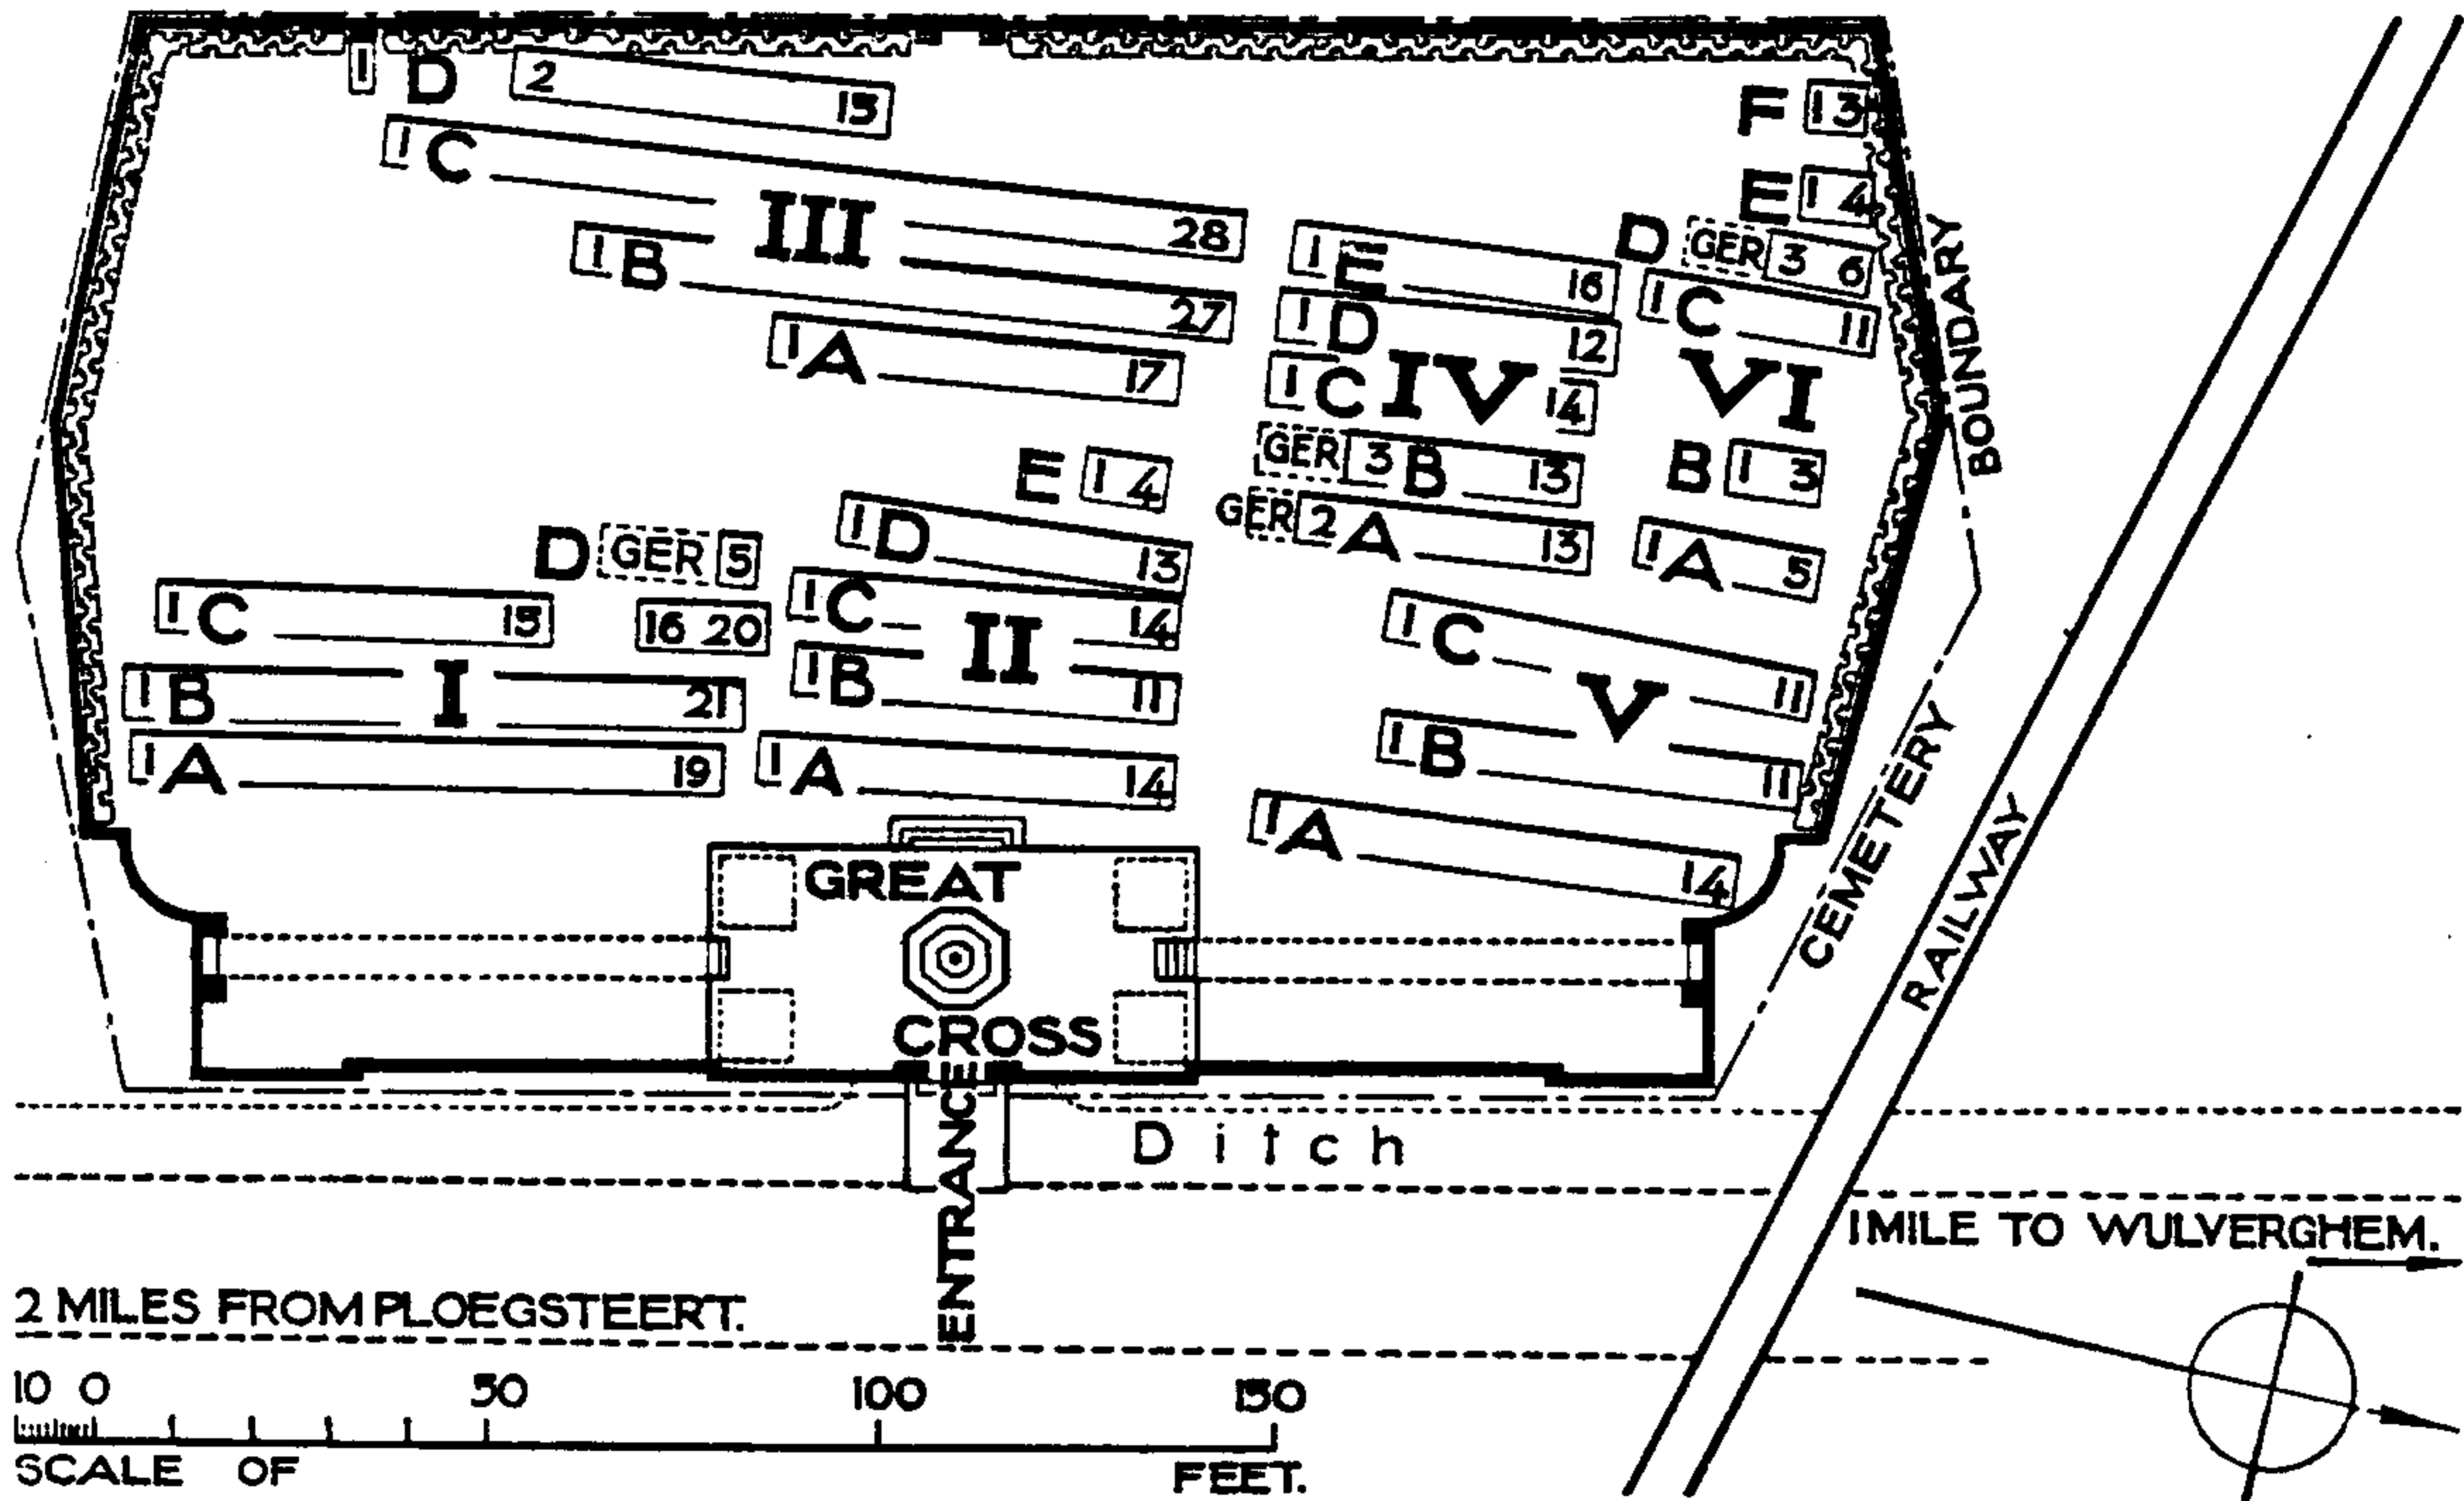 1 D 2 13
F 1 3
1 C 28
E 1 4
III
D GER 3 6
1 B 27
1 E 16
1 C 11
1 D 12
1 A 17
1 C IV 14
VI
GER 3 B 13
B 1 3
E 1 4
GER 2 A 13
1 D 13
1 A 5
D GER 5
1 C 15
16 20
1 C 14
II
1 C 11
1 B 21
I
1 B 11
V
1 B 11
1 A 19
1 A 14
1 A 14
BOUNDARY
CEMETERY
RAILWAY
GREAT
CROSS
ENTRANCE
Ditch
1 MILE TO WULVERGHEM.
2 MILES FROM PLOEGSTEERT.
10 0 50 100 150
SCALE OF FEET.